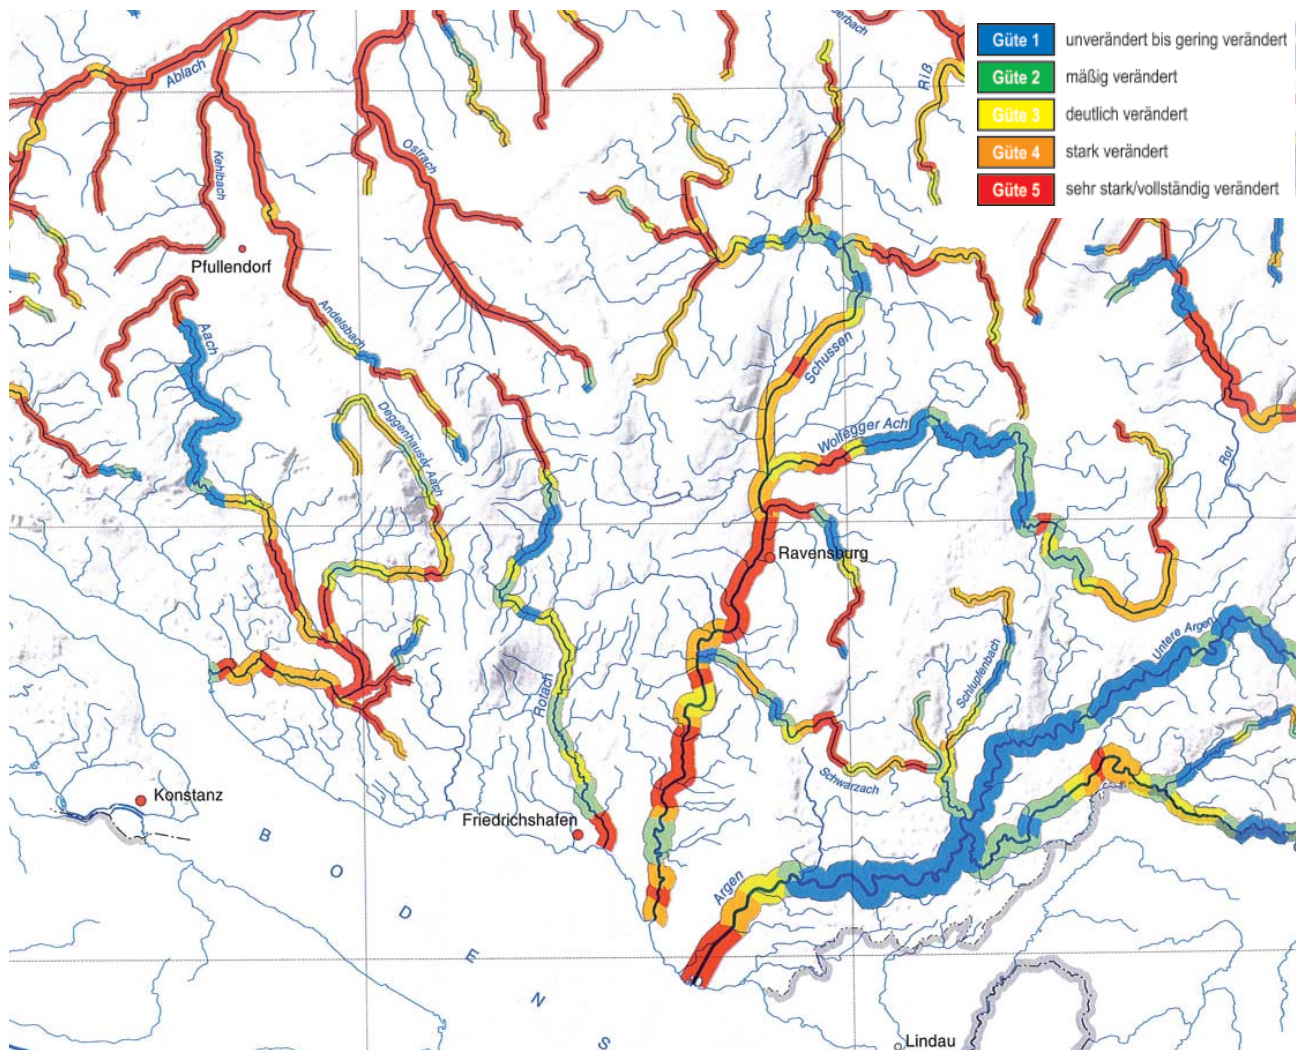 Güte 1 unverändert bis gering verändert
Güte 2 mäßig verändert
Güte 3 deutlich verändert
Güte 4 stark verändert
Güte 5 sehr stark/vollständig verändert
Ablach
Riß
Kehlbach
Ostrach
Pfullendorf
Aach
Andelsbach
Schussen
Deggenhauser Aach
Wolfegger Ach
Rot
Ravensburg
Untere Argen
Schlupfenbach
Rotach
Schwarzach
Konstanz
Friedrichshafen
Argen
B O D E N S
Lindau